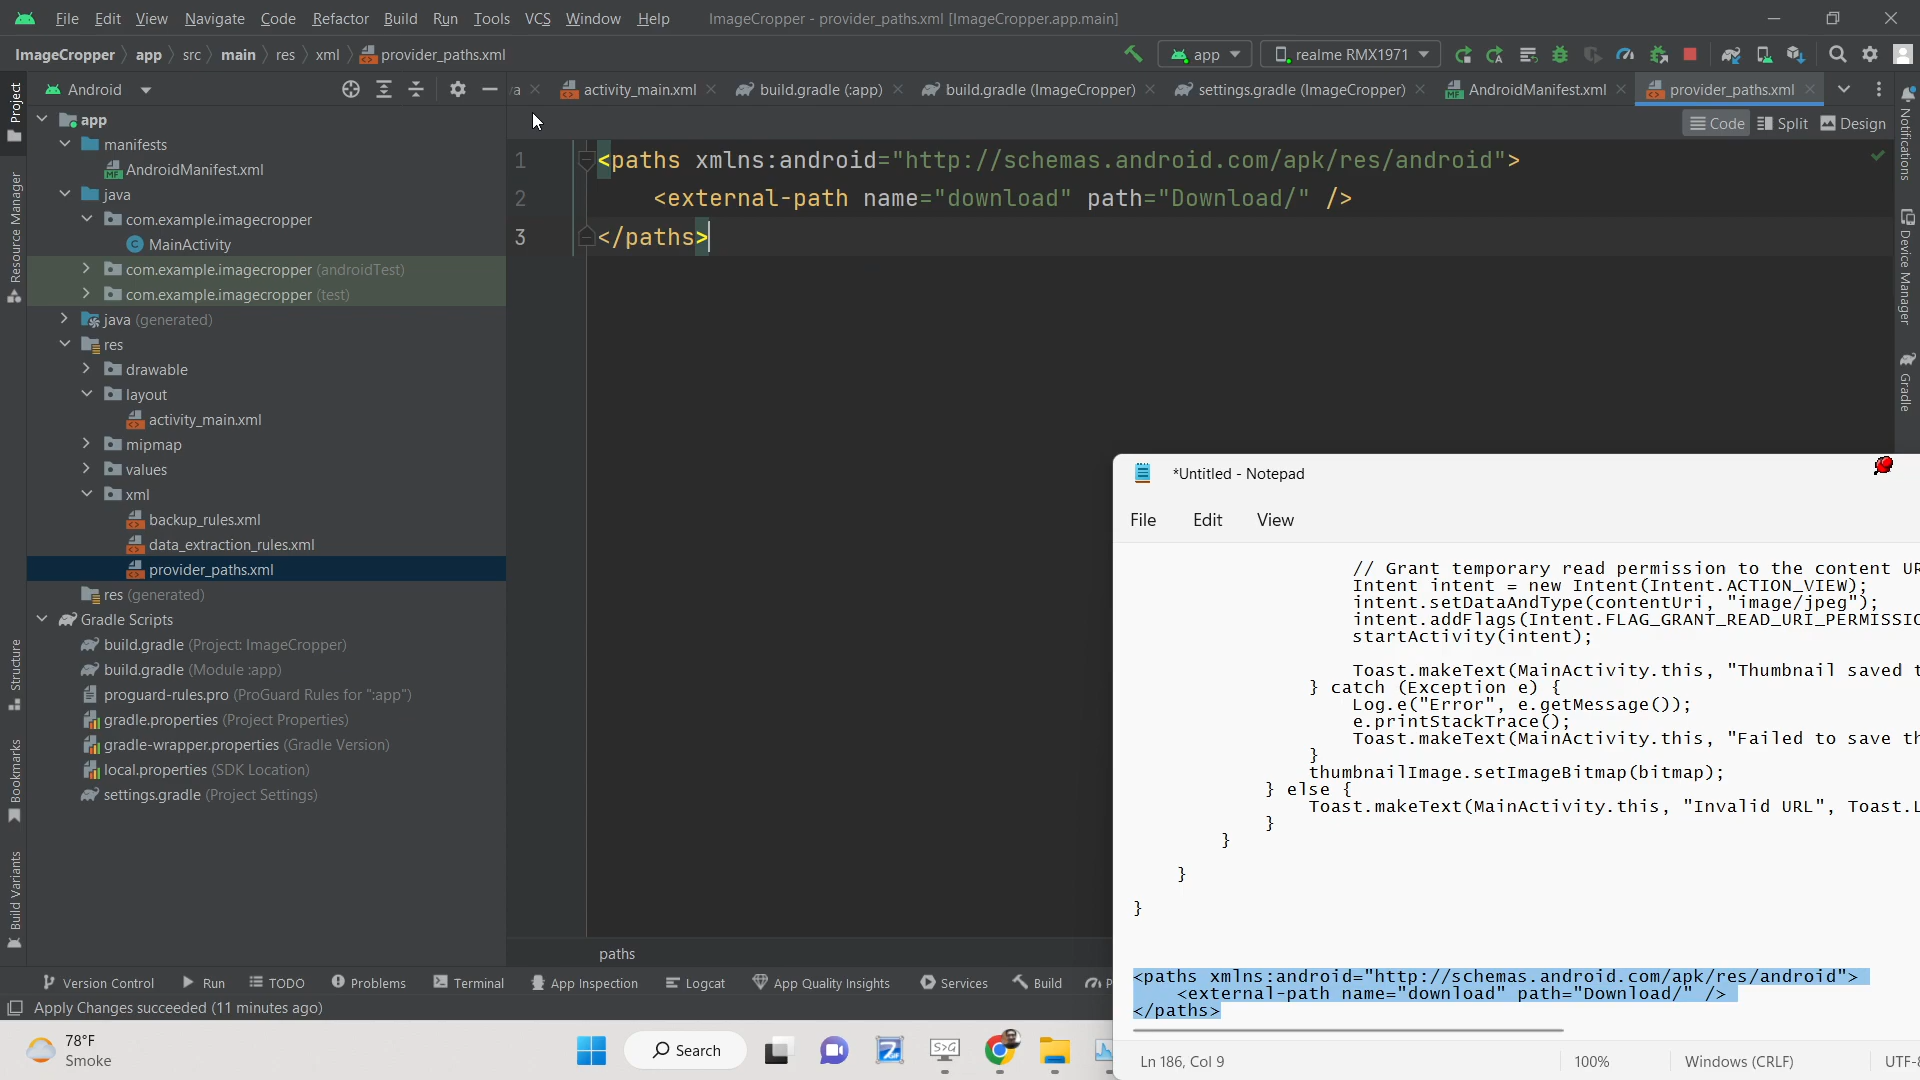 File Edit View Navigate Code Refactor Build Run Tools VCS Window Help ImageCropper - provider_paths.xml [ImageCropper.app.main]
ImageCropper app src main res xml provider_paths.xml app realme RMX1971
Android
activity_main.xml build.gradle (:app) build.gradle (ImageCropper) settings.gradle (ImageCropper) AndroidManifest.xml provider_paths.xml
Code Split Design
Project
Resource Manager
Structure
Bookmarks
Build Variants
app
manifests
AndroidManifest.xml
java
com.example.imagecropper
MainActivity
com.example.imagecropper (androidTest)
com.example.imagecropper (test)
java (generated)
res
drawable
layout
activity_main.xml
mipmap
values
xml
backup_rules.xml
data_extraction_rules.xml
provider_paths.xml
res (generated)
Gradle Scripts
build.gradle (Project: ImageCropper)
build.gradle (Module :app)
proguard-rules.pro (ProGuard Rules for ":app")
gradle.properties (Project Properties)
gradle-wrapper.properties (Gradle Version)
local.properties (SDK Location)
settings.gradle (Project Settings)
1 <paths xmlns:android="http://schemas.android.com/apk/res/android">
2 <external-path name="download" path="Download/" />
3 </paths>
Notifications
Device Manager
Gradle
*Untitled - Notepad
File Edit View
// Grant temporary read permission to the content UR
Intent intent = new Intent(Intent.ACTION_VIEW);
intent.setDataAndType(contentUri, "image/jpeg");
intent.addFlags(Intent.FLAG_GRANT_READ_URI_PERMISSIO
startActivity(intent);
Toast.makeText(MainActivity.this, "Thumbnail saved t
} catch (Exception e) {
Log.e("Error", e.getMessage());
e.printStackTrace();
Toast.makeText(MainActivity.this, "Failed to save th
}
thumbnailImage.setImageBitmap(bitmap);
} else {
Toast.makeText(MainActivity.this, "Invalid URL", Toast.L
}
}
}
}
<paths xmlns:android="http://schemas.android.com/apk/res/android">
<external-path name="download" path="Download/" />
</paths>
Ln 186, Col 9 100% Windows (CRLF) UTF-8
paths
Version Control Run TODO Problems Terminal App Inspection Logcat App Quality Insights Services Build P
Apply Changes succeeded (11 minutes ago)
78°F
Smoke
Search